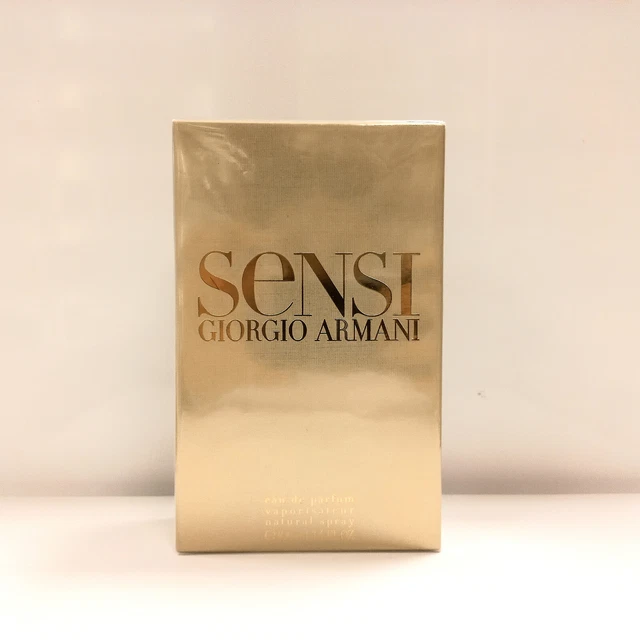 SeNSI
GIORGIO ARMANI
eau de parfum
vaporisateur
natural spray